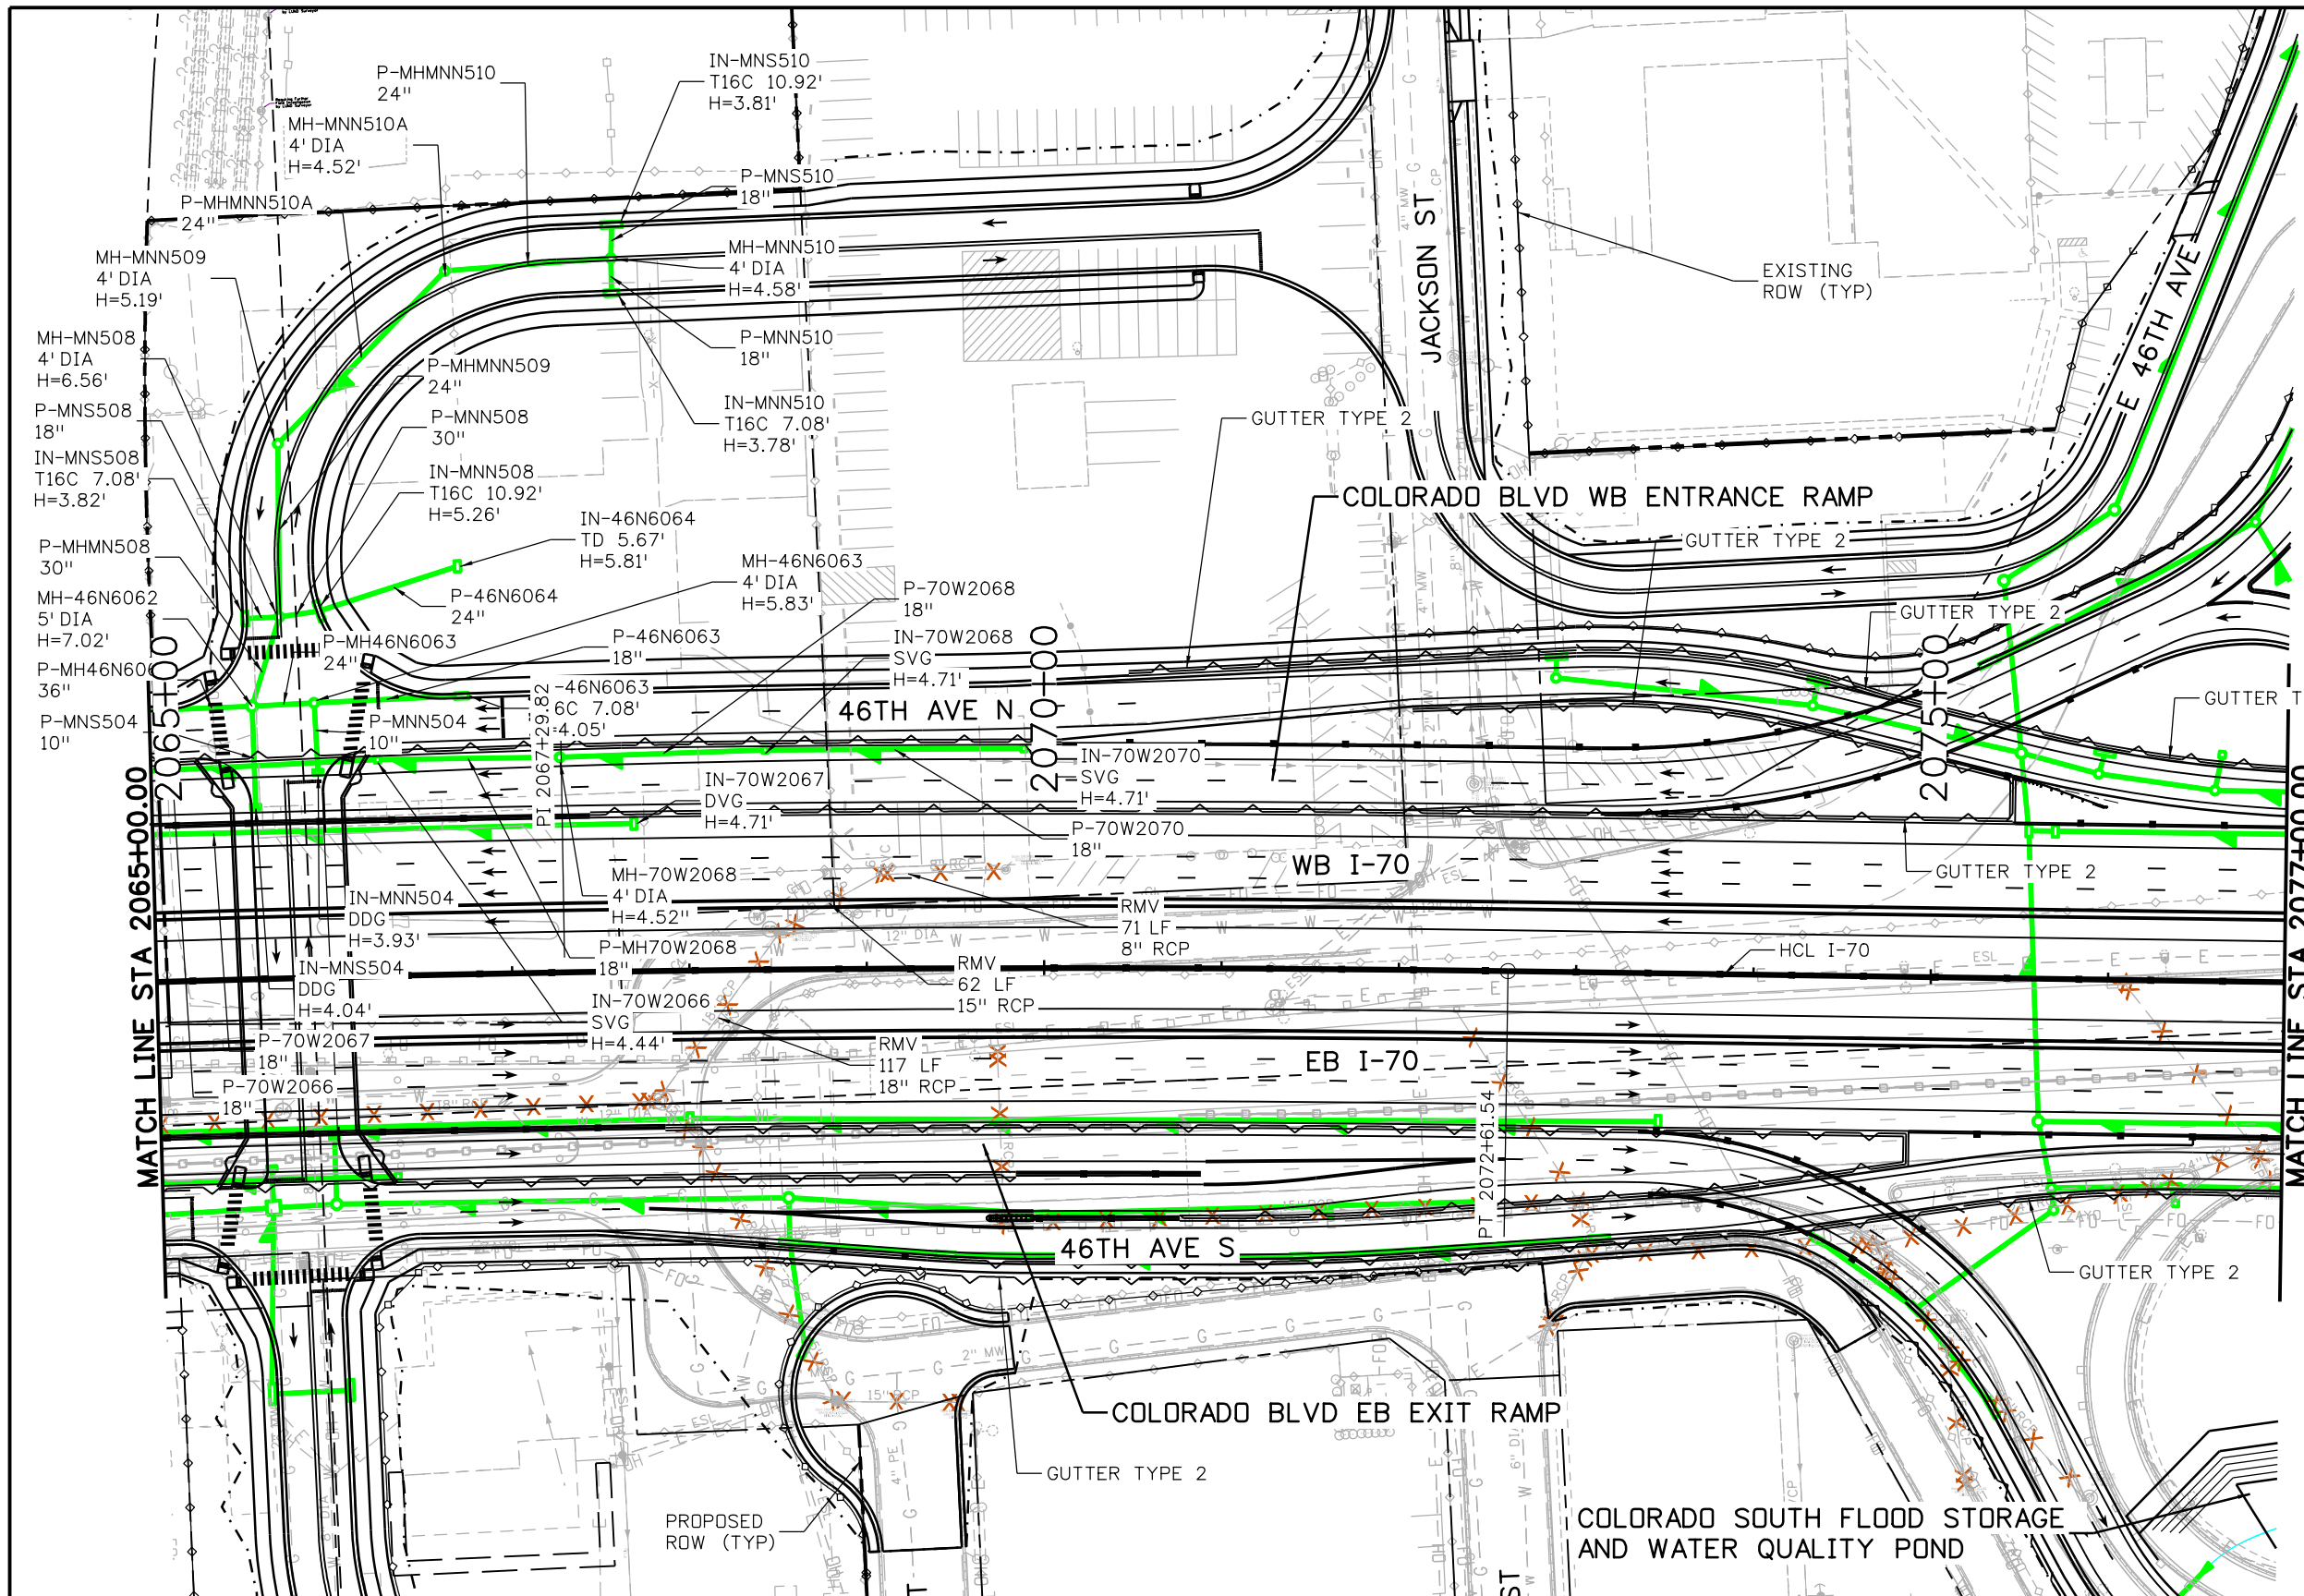 P-MHMNN510
24"
IN-MNS510
T16C 10.92'
H=3.81'
MH-MNN510A
4' DIA
H=4.52'
P-MNS510
18"
P-MHMNN510A
24"
MH-MNN510
4' DIA
H=4.58'
MH-MNN509
4' DIA
H=5.19'
P-MNN510
18"
MH-MN508
4' DIA
H=6.56'
P-MHMNN509
24"
IN-MNN510
T16C 7.08'
H=3.78'
P-MNS508
18"
P-MNN508
30"
IN-MNS508
T16C 7.08'
H=3.82'
IN-MNN508
T16C 10.92'
H=5.26'
IN-46N6064
TD 5.67'
H=5.81'
P-MHMN508
30"
MH-46N6063
4' DIA
H=5.83'
P-46N6064
24"
P-70W2068
18"
MH-46N6062
5' DIA
H=7.02'
P-MH46N6063
24"
P-46N6063
18"
IN-70W2068
SVG
H=4.71'
P-MH46N606
36"
-46N6063
6C 7.08'
4.05'
P-MNS504
10"
P-MNN504
10"
JACKSON ST
EXISTING
ROW (TYP)
E 46TH AVE
GUTTER TYPE 2
COLORADO BLVD WB ENTRANCE RAMP
GUTTER TYPE 2
GUTTER TYPE 2
GUTTER T
2065+00
2070+00
2075+00
46TH AVE N
PI 2067+29.82
IN-70W2070
SVG
H=4.71'
IN-70W2067
DVG
H=4.71'
P-70W2070
18"
MATCH LINE STA 2065+00.00
MATCH LINE STA 2077+00.00
WB I-70
GUTTER TYPE 2
MH-70W2068
4' DIA
H=4.52"
IN-MNN504
DDG
H=3.93'
RMV
71 LF
8" RCP
P-MH70W2068
18"
HCL I-70
IN-MNS504
DDG
H=4.04'
RMV
62 LF
15" RCP
IN-70W2066
SVG
H=4.44'
P-70W2067
18"
RMV
117 LF
18" RCP
EB I-70
P-70W2066
18"
PT 2072+61.54
46TH AVE S
GUTTER TYPE 2
COLORADO BLVD EB EXIT RAMP
GUTTER TYPE 2
PROPOSED
ROW (TYP)
COLORADO SOUTH FLOOD STORAGE
AND WATER QUALITY POND
ST